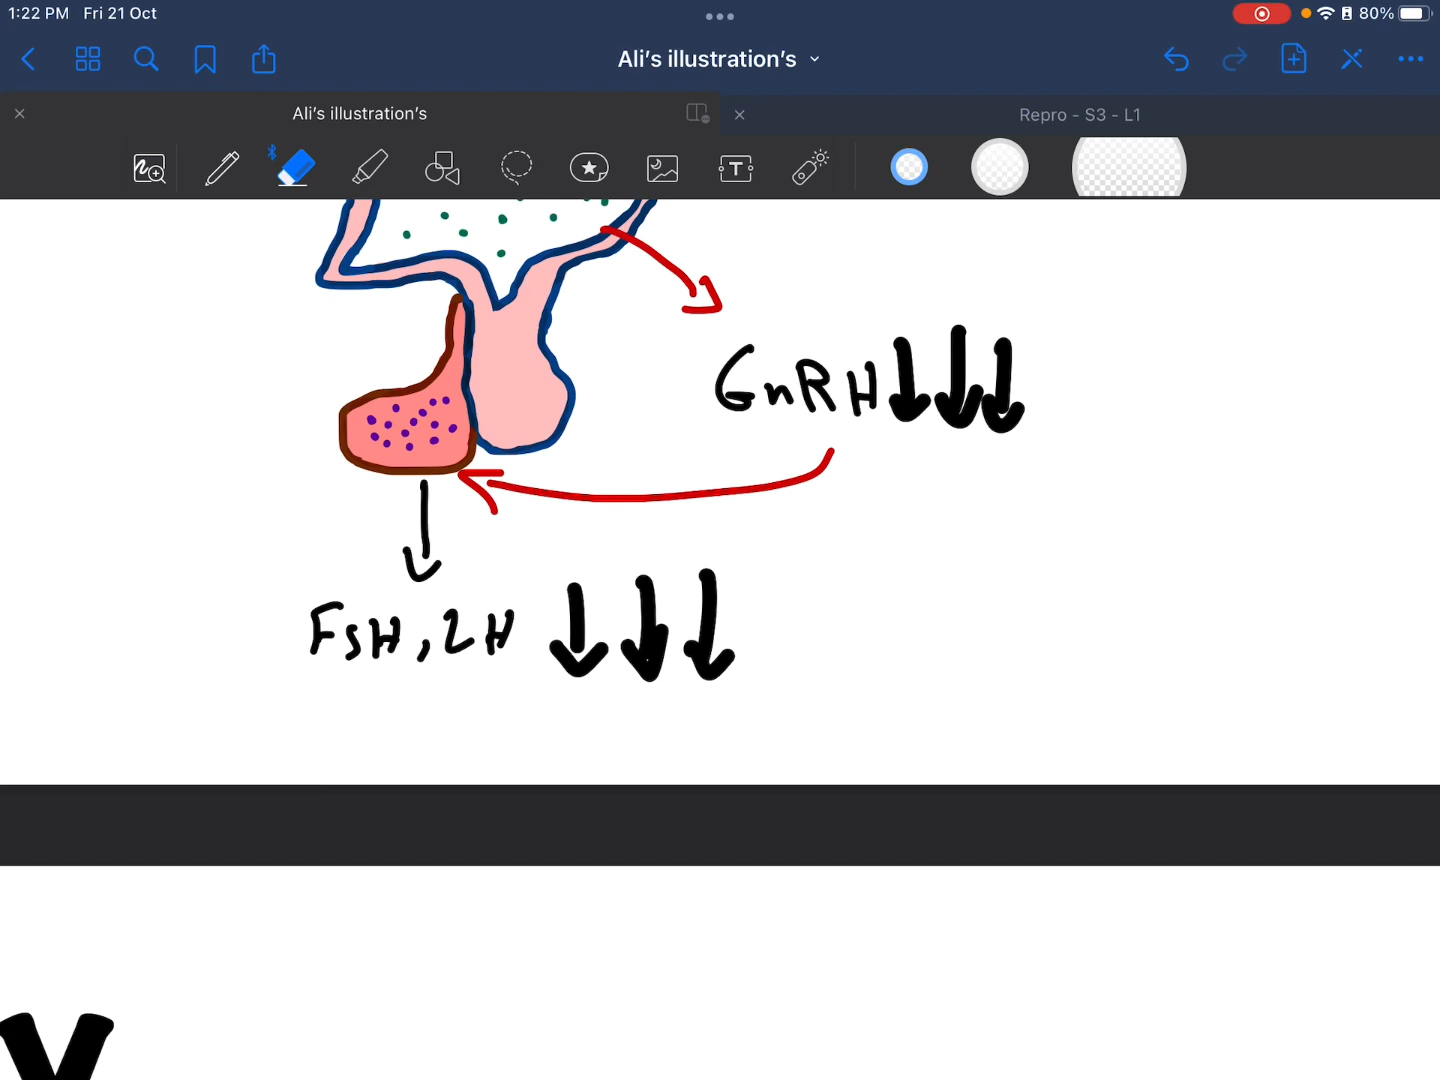 1:22 PM Fri 21 Oct
80%
Ali's illustration's
Ali's illustration's
Repro - S3 - L1
T
GnRH
FSH, LH
Y